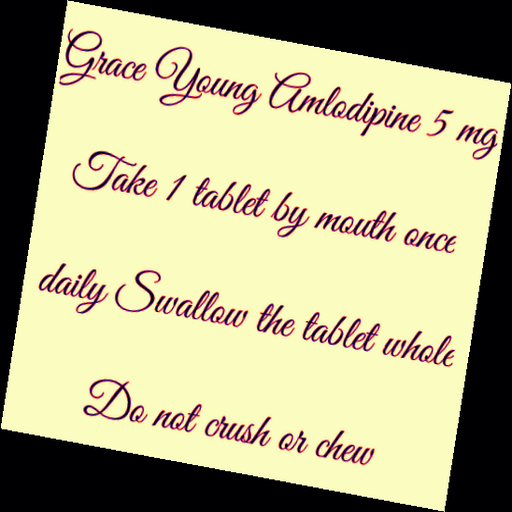 Grace Young Amlodipine 5 mg
Take 1 tablet by mouth once
daily Swallow the tablet whole
Do not crush or chew